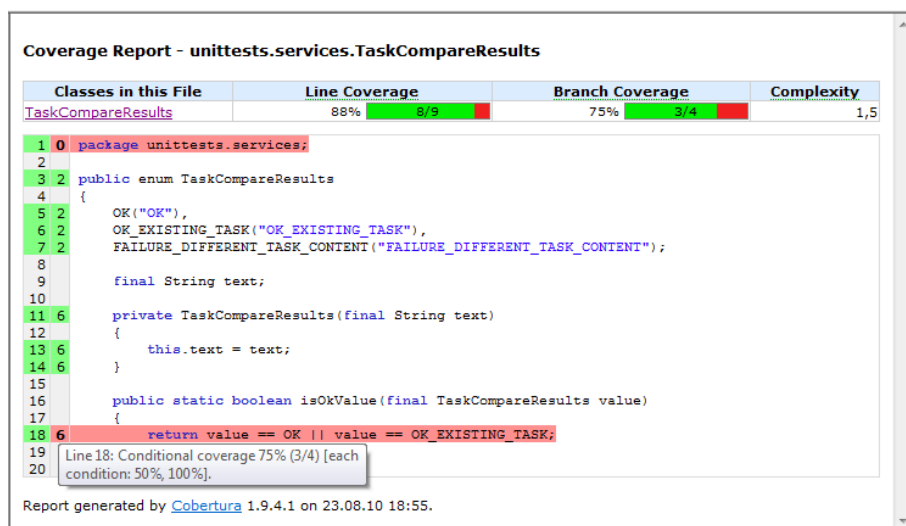 Coverage Report - unittests.services.TaskCompareResults
Classes in this File Line Coverage Branch Coverage Complexity
TaskCompareResults 88% 8/9 75% 3/4 1,5
1 0 package unittests.services;
2
3 2 public enum TaskCompareResults
4 {
5 2 OK("OK"),
6 2 OK_EXISTING_TASK("OK_EXISTING_TASK"),
7 2 FAILURE_DIFFERENT_TASK_CONTENT("FAILURE_DIFFERENT_TASK_CONTENT");
8
9 final String text;
10
11 6 private TaskCompareResults(final String text)
12 {
13 6 this.text = text;
14 6 }
15
16 public static boolean isOkValue(final TaskCompareResults value)
17 {
18 6 return value == OK || value == OK_EXISTING_TASK;
19 Line 18: Conditional coverage 75% (3/4) [each
20 condition: 50%, 100%].
Report generated by Cobertura 1.9.4.1 on 23.08.10 18:55.